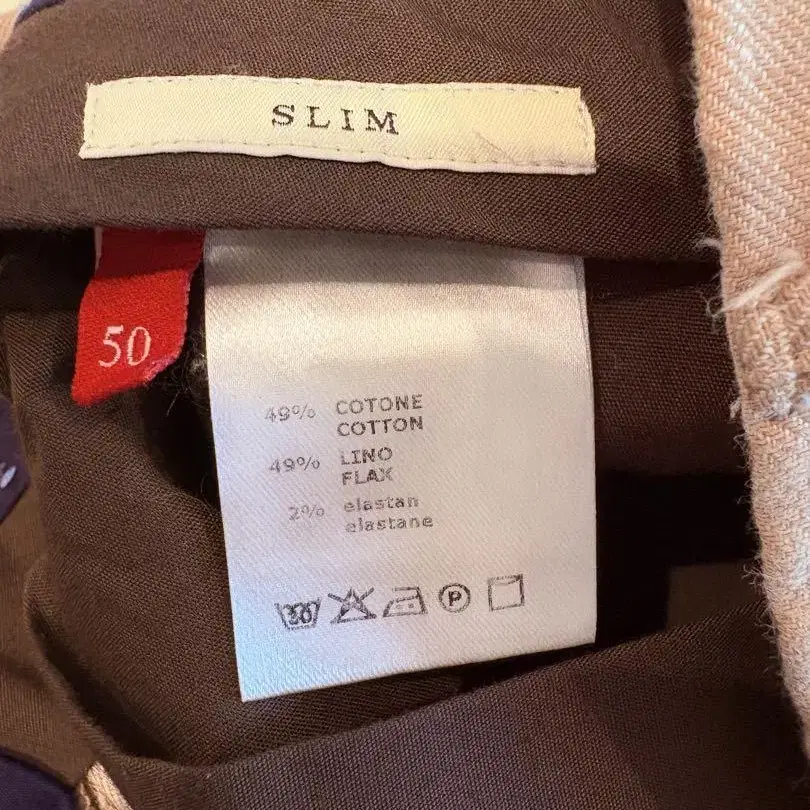 SLIM
50
49% COTONE
COTTON
49% LINO
FLAX
2% elastan
elastane
30
P